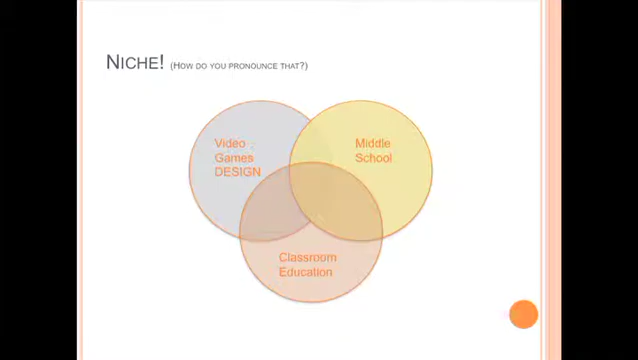 NICHE! (HOW DO YOU PRONOUNCE THAT?)
Video
Games
DESIGN
Middle
School
Classroom
Education